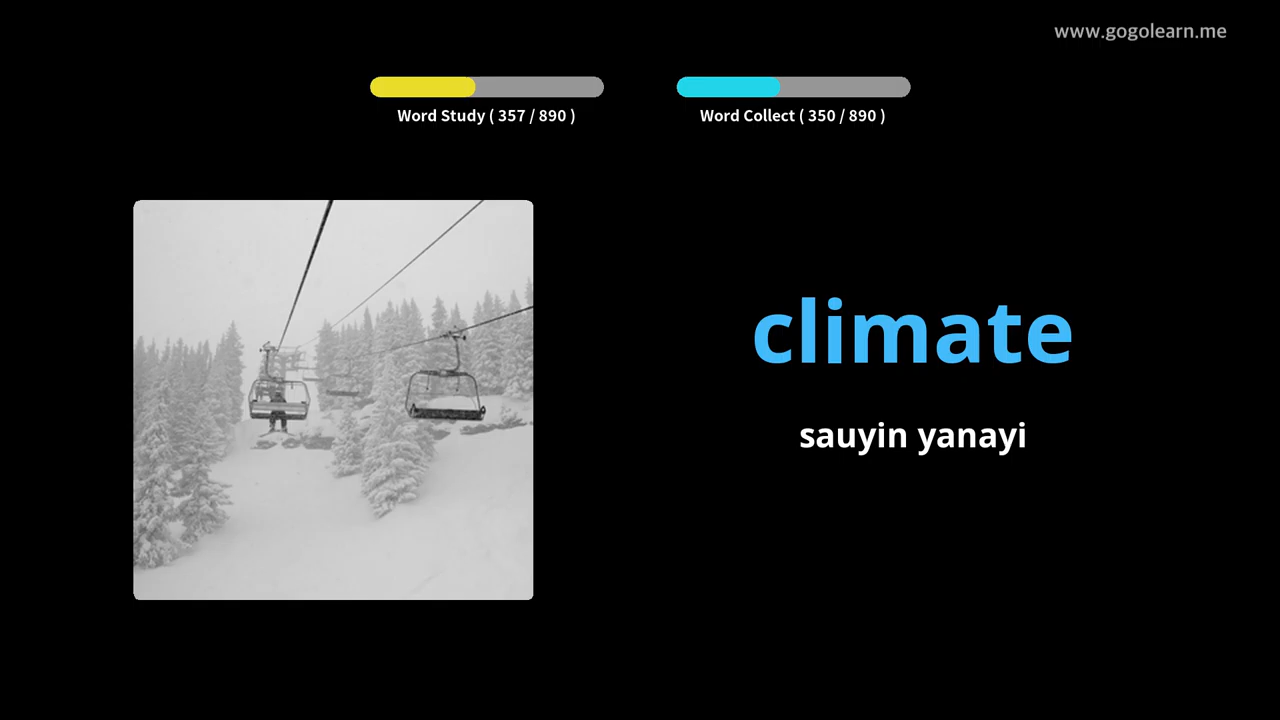 www.gogolearn.me
Word Study ( 357 / 890 )
Word Collect ( 350 / 890 )
climate
sauyin yanayi